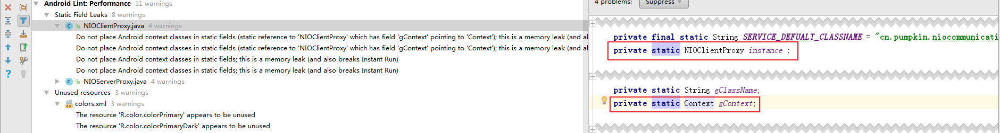 Android Lint: Performance 11 warnings
Static Field Leaks 8 warnings
NIOClientProxy.java 4 warnings
Do not place Android context classes in static fields (static reference to 'NIOClientProxy' which has field 'gContext' pointing to 'Context'); this is a memory leak (and al
Do not place Android context classes in static fields (static reference to 'NIOClientProxy' which has field 'gContext' pointing to 'Context'); this is a memory leak (and al
Do not place Android context classes in static fields; this is a memory leak (and also breaks Instant Run)
Do not place Android context classes in static fields; this is a memory leak (and also breaks Instant Run)
NIOServerProxy.java 4 warnings
Unused resources 3 warnings
colors.xml 3 warnings
The resource 'R.color.colorPrimary' appears to be unused
The resource 'R.color.colorPrimaryDark' appears to be unused
4 problems: Suppress
private final static String SERVICE_DEFUALT_CLASSNAME = "cn.pumpkin.niocommunicati
private static NIOClientProxy instance ;
private static String gClassName;
private static Context gContext;